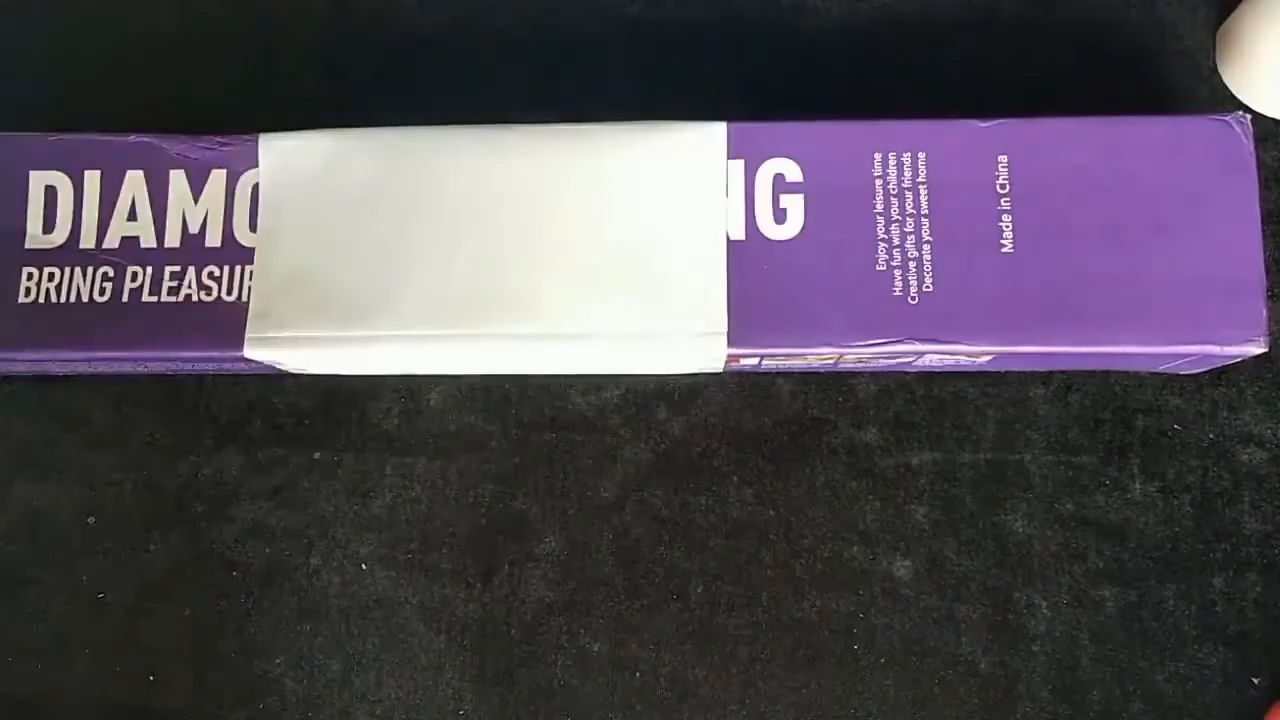 DIAMO
NG
BRING PLEASUR
Enjoy your leisure time
Have fun with your children
Creative gifts for your friends
Decorate your sweet home
Made in China